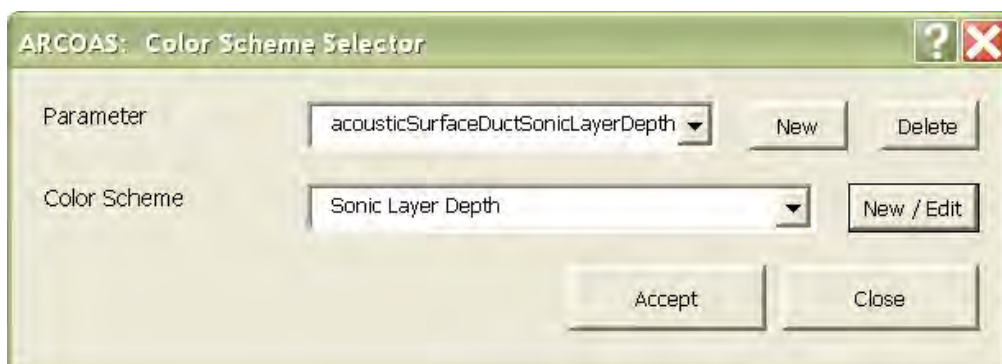 ARCOAS: Color Scheme Selector ?
Parameter acousticSurfaceDuctSonicLayerDepth New Delete
Color Scheme Sonic Layer Depth New / Edit
Accept Close